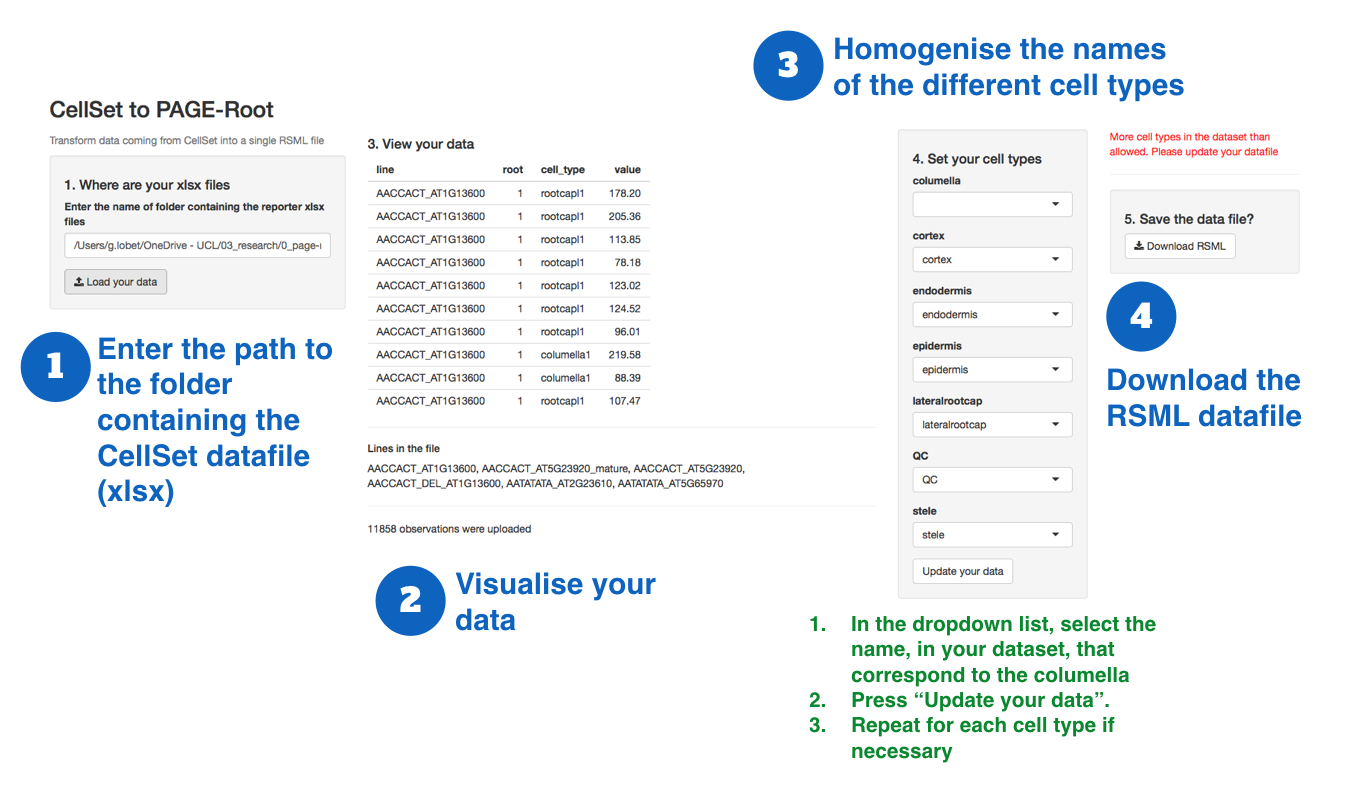 CellSet to PAGE-Root
Transform data coming from CellSet into a single RSML file
1. Where are your xlsx files
Enter the name of folder containing the reporter xlsx
files
/Users/g.lobet/OneDrive - UCL/03_research/0_page-
Load your data
1
Enter the path to
the folder
containing the
CellSet datafile
(xlsx)
3. View your data
line root cell_type value
AACCACT_AT1G13600 1 rootcapl1 178.20
AACCACT_AT1G13600 1 rootcapl1 205.36
AACCACT_AT1G13600 1 rootcapl1 113.85
AACCACT_AT1G13600 1 rootcapl1 78.18
AACCACT_AT1G13600 1 rootcapl1 123.02
AACCACT_AT1G13600 1 rootcapl1 124.52
AACCACT_AT1G13600 1 rootcapl1 96.01
AACCACT_AT1G13600 1 columella1 219.58
AACCACT_AT1G13600 1 columella1 88.39
AACCACT_AT1G13600 1 rootcapl1 107.47
Lines in the file
AACCACT_AT1G13600, AACCACT_AT5G23920_mature, AACCACT_AT5G23920,
AACCACT_DEL_AT1G13600, AATATATA_AT2G23610, AATATATA_AT5G65970
11858 observations were uploaded
2
Visualise your
data
3
Homogenise the names
of the different cell types
4. Set your cell types
columella
cortex
cortex
endodermis
endodermis
epidermis
epidermis
lateralrootcap
lateralrootcap
QC
QC
stele
stele
Update your data
1. In the dropdown list, select the
name, in your dataset, that
correspond to the columella
2. Press “Update your data”.
3. Repeat for each cell type if
necessary
More cell types in the dataset than
allowed. Please update your datafile
5. Save the data file?
Download RSML
4
Download the
RSML datafile